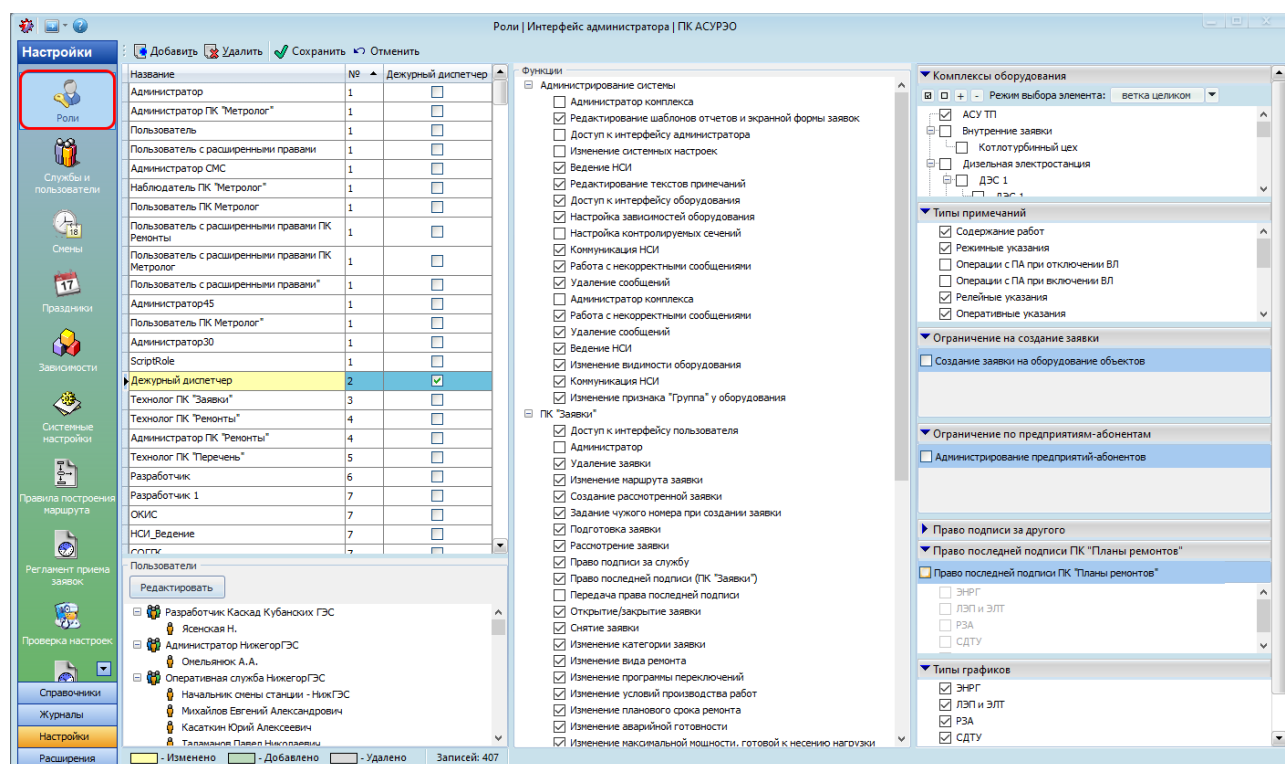 Роли | Интерфейс администратора | ПК АСУРЭО
Настройки
Добавить Удалить Сохранить Отменить
Роли
Службы и
пользователи
18
Смены
17
Праздники
Зависимости
Системные
настройки
Правила построения
маршрута
Регламент приема
заявок
Проверка настроек
Справочники
Журналы
Настройки
Расширения
Название № Дежурный диспетчер
Администратор 1
Администратор ПК "Метролог" 1
Пользователь 1
Пользователь с расширенными правами 1
Администратор СМС 1
Наблюдатель ПК "Метролог" 1
Пользователь ПК Метролог 1
Пользователь с расширенными правами ПК
Ремонты 1
Пользователь с расширенными правами ПК
Метролог 1
Пользователь с расширенными правами" 1
Администратор45 1
Пользователь ПК Метролог" 1
Администратор30 1
ScriptRole 1
Дежурный диспетчер 2
Технолог ПК "Заявки" 3
Технолог ПК "Ремонты" 4
Администратор ПК "Ремонты" 4
Технолог ПК "Перечень" 5
Разработчик 6
Разработчик 1 7
ОКИС 7
НСИ_Ведение 7
СОГГК 7
Пользователи
Редактировать
Разработчик Каскад Кубанских ГЭС
Ясенская Н.
Администратор НижегорГЭС
Омельянюк А.А.
Оперативная служба НижегорГЭС
Начальник смены станции - НижГЭС
Михайлов Евгений Александрович
Касаткин Юрий Алексеевич
Таламанов Павел Николаевич
- Изменено - Добавлено - Удалено Записей: 407
Функции
Администрирование системы
Администратор комплекса
Редактирование шаблонов отчетов и экранной формы заявок
Доступ к интерфейсу администратора
Изменение системных настроек
Ведение НСИ
Редактирование текстов примечаний
Доступ к интерфейсу оборудования
Настройка зависимостей оборудования
Настройка контролируемых сечений
Коммуникация НСИ
Работа с некорректными сообщениями
Удаление сообщений
Администратор комплекса
Работа с некорректными сообщениями
Удаление сообщений
Ведение НСИ
Изменение видимости оборудования
Коммуникация НСИ
Изменение признака "Группа" у оборудования
ПК "Заявки"
Доступ к интерфейсу пользователя
Администратор
Удаление заявки
Изменение маршрута заявки
Создание рассмотренной заявки
Задание чужого номера при создании заявки
Подготовка заявки
Рассмотрение заявки
Право подписи за службу
Право последней подписи (ПК "Заявки")
Передача права последней подписи
Открытие/закрытие заявки
Снятие заявки
Изменение категории заявки
Изменение вида ремонта
Изменение программы переключений
Изменение условий производства работ
Изменение планового срока ремонта
Изменение аварийной готовности
Изменение максимальной мощности, готовой к несению нагрузки
Комплексы оборудования
Режим выбора элемента: ветка целиком
АСУ ТП
Внутренние заявки
Котлотурбинный цех
Дизельная электростанция
ДЭС 1
ДЭС 1
Типы примечаний
Содержание работ
Режимные указания
Операции с ПА при отключении ВЛ
Операции с ПА при включении ВЛ
Релейные указания
Оперативные указания
Ограничение на создание заявки
Создание заявки на оборудование объектов
Ограничение по предприятиям-абонентам
Администрирование предприятий-абонентов
Право подписи за другого
Право последней подписи ПК "Планы ремонтов"
Право последней подписи ПК "Планы ремонтов"
ЭНРГ
ЛЭП и ЭЛТ
РЗА
СДТУ
Типы графиков
ЭНРГ
ЛЭП и ЭЛТ
РЗА
СДТУ